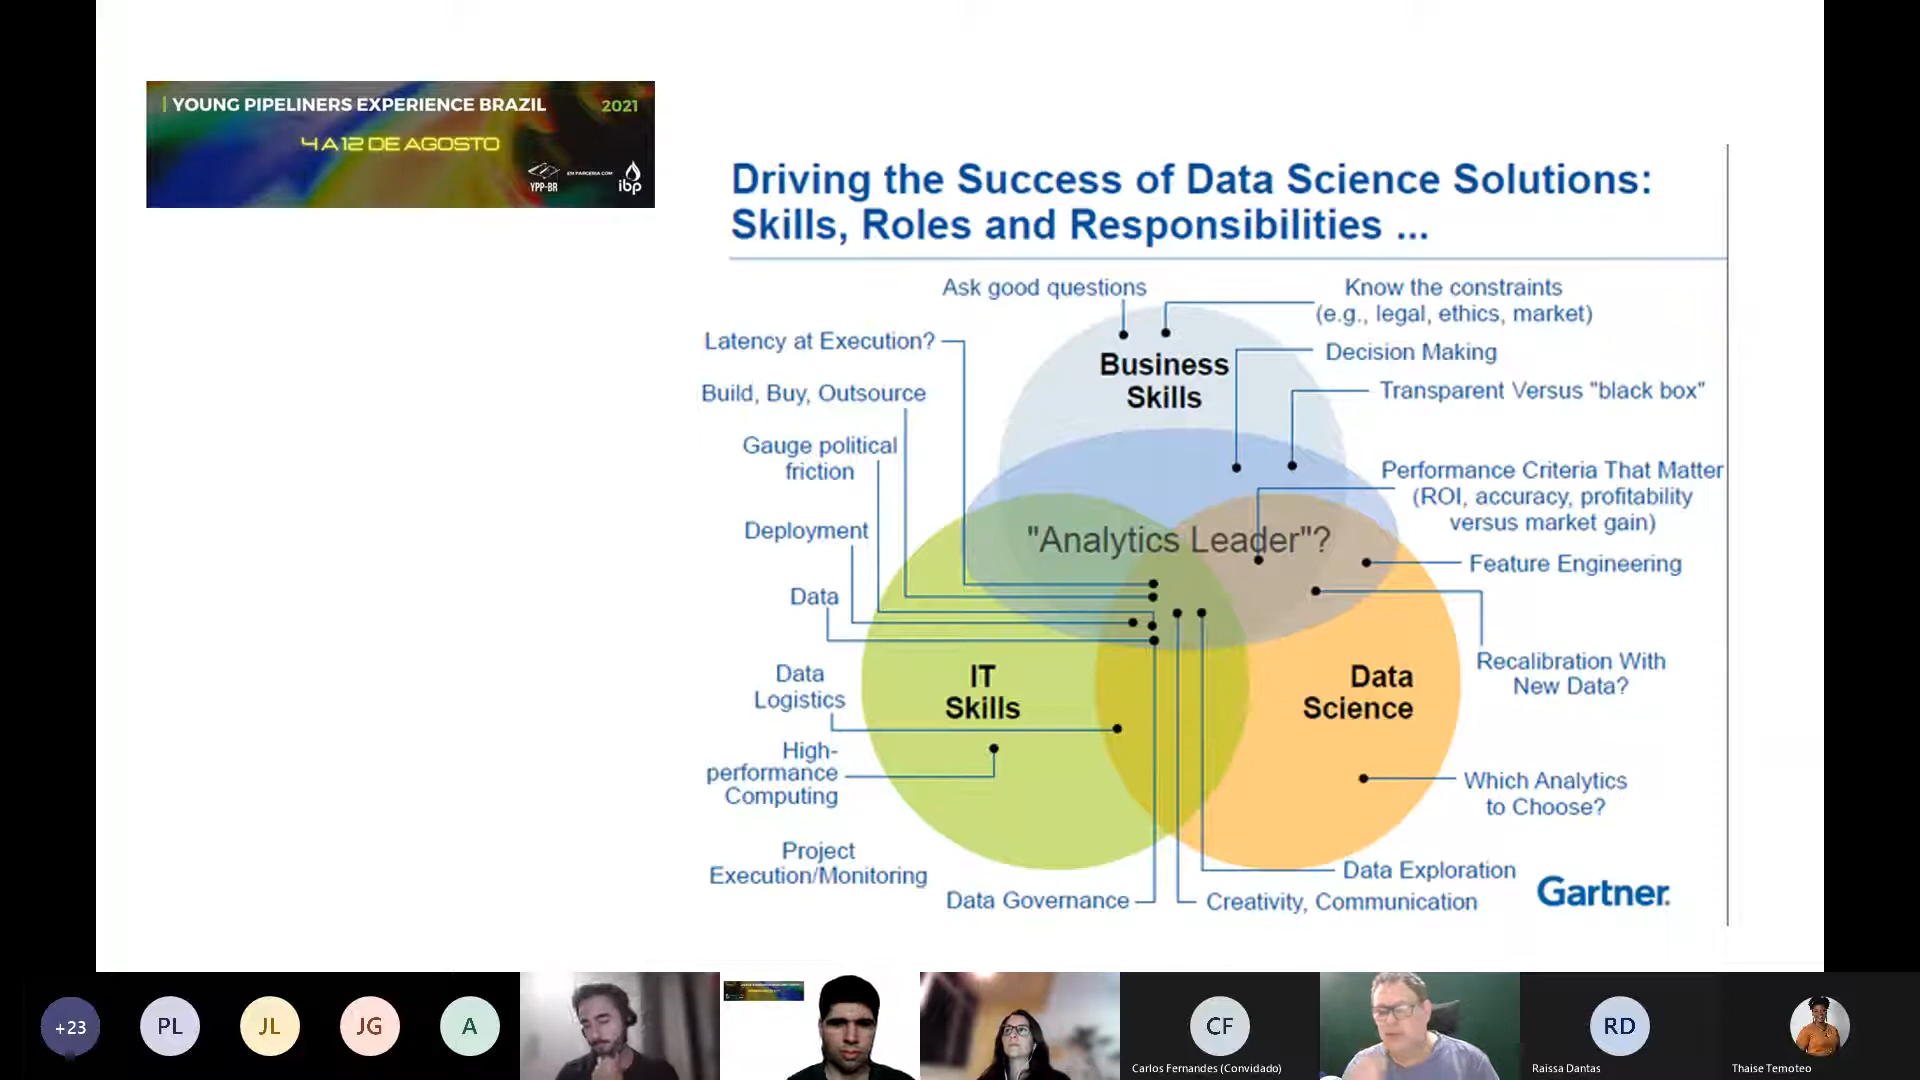 YOUNG PIPELINERS EXPERIENCE BRAZIL 2021
4 A 12 DE AGOSTO
YPP-BR
EM PARCERIA COM
ibp
Driving the Success of Data Science Solutions:
Skills, Roles and Responsibilities ...
Ask good questions
Know the constraints
(e.g., legal, ethics, market)
Latency at Execution?
Decision Making
Business
Skills
Build, Buy, Outsource
Transparent Versus "black box"
Gauge political
friction
Performance Criteria That Matter
(ROI, accuracy, profitability
versus market gain)
Deployment
"Analytics Leader"?
Feature Engineering
Data
Data
Logistics
IT
Skills
Data
Science
Recalibration With
New Data?
High-
performance
Computing
Which Analytics
to Choose?
Project
Execution/Monitoring
Data Exploration
Data Governance
Creativity, Communication
Gartner.
+23
PL
JL
JG
A
CF
Carlos Fernandes (Convidado)
RD
Raissa Dantas
Thaise Temoteo